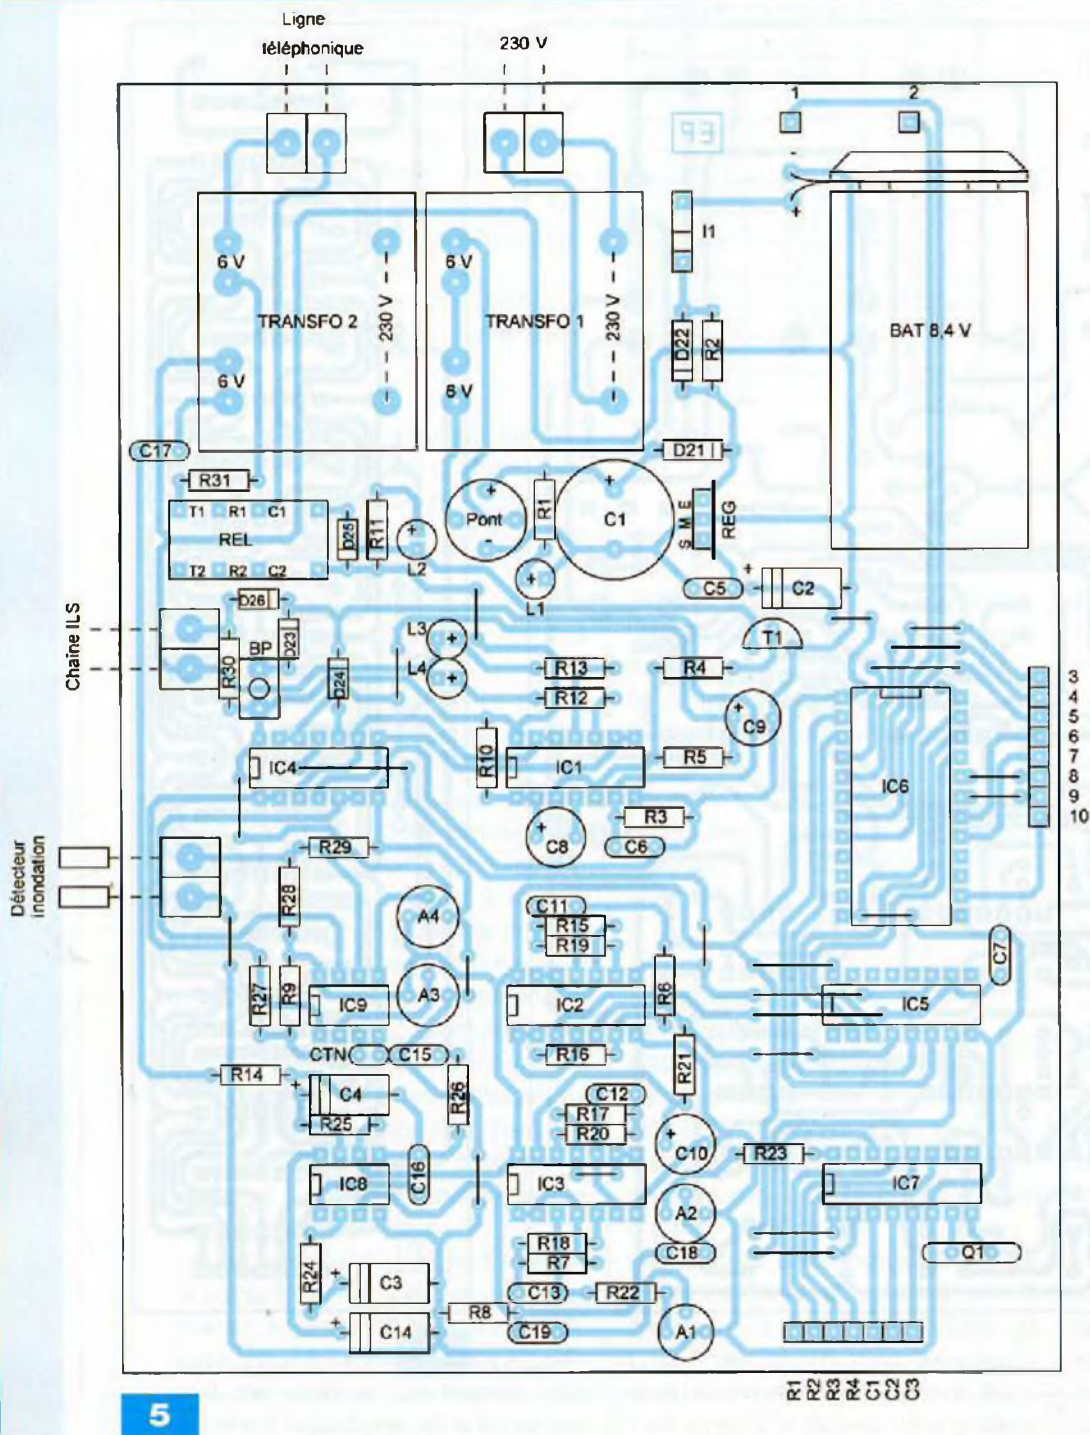 Ligne
téléphonique
230 V
1
2
EP
-
+
I1
6 V
6 V
TRANSFO 2
230 V
TRANSFO 1
230 V
D22
R2
BAT 8,4 V
6 V
6 V
C17
D21
R31
+
R1
+
T1 R1 C1
REL
T2 R2 C2
D25
R11
+
L2
Pont
-
C1
S M E
REG
+
L1
C5
+
C2
Chaîne ILS
D26
D23
BP
R30
D24
L3
+
L4
+
T1
R13
R4
R12
+
C9
3
4
5
6
7
8
9
10
IC4
R10
IC1
R5
IC6
R3
+
C8
C6
Détecteur
inondation
R29
R28
A4
C11
R15
R19
C7
R27
R9
IC9
A3
IC2
R6
IC5
CTN
C15
R16
R21
R14
+
C4
R26
C12
R25
R17
R20
+
C10
R23
IC8
C16
IC3
IC7
A2
R18
C18
Q1
R24
+
C3
R7
C13
R22
R8
+
C14
C19
A1
R1
R2
R3
R4
C1
C2
C3
5